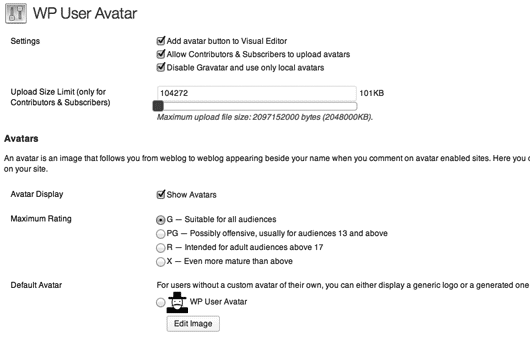 WP User Avatar
Settings
Add avatar button to Visual Editor
Allow Contributors & Subscribers to upload avatars
Disable Gravatar and use only local avatars
Upload Size Limit (only for
Contributors & Subscribers)
104272 101KB
Maximum upload file size: 2097152000 bytes (2048000KB).
Avatars
An avatar is an image that follows you from weblog to weblog appearing beside your name when you comment on avatar enabled sites. Here you c
on your site.
Avatar Display
Show Avatars
Maximum Rating
G — Suitable for all audiences
PG — Possibly offensive, usually for audiences 13 and above
R — Intended for adult audiences above 17
X — Even more mature than above
Default Avatar
For users without a custom avatar of their own, you can either display a generic logo or a generated one
WP User Avatar
Edit Image